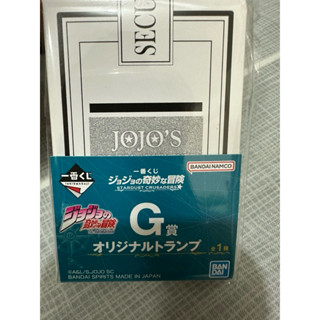 SECU
JOJO'S
一番くじ
一番くじ
ジョジョの奇妙な冒険
STARDUST CRUSADERS
BANDAI NAMCO
ジョジョの
奇妙な冒険
G賞
オリジナルトランプ
全1種
BANDAI
©A&L/SJOJO SC
BANDAI SPIRITS MADE IN JAPAN